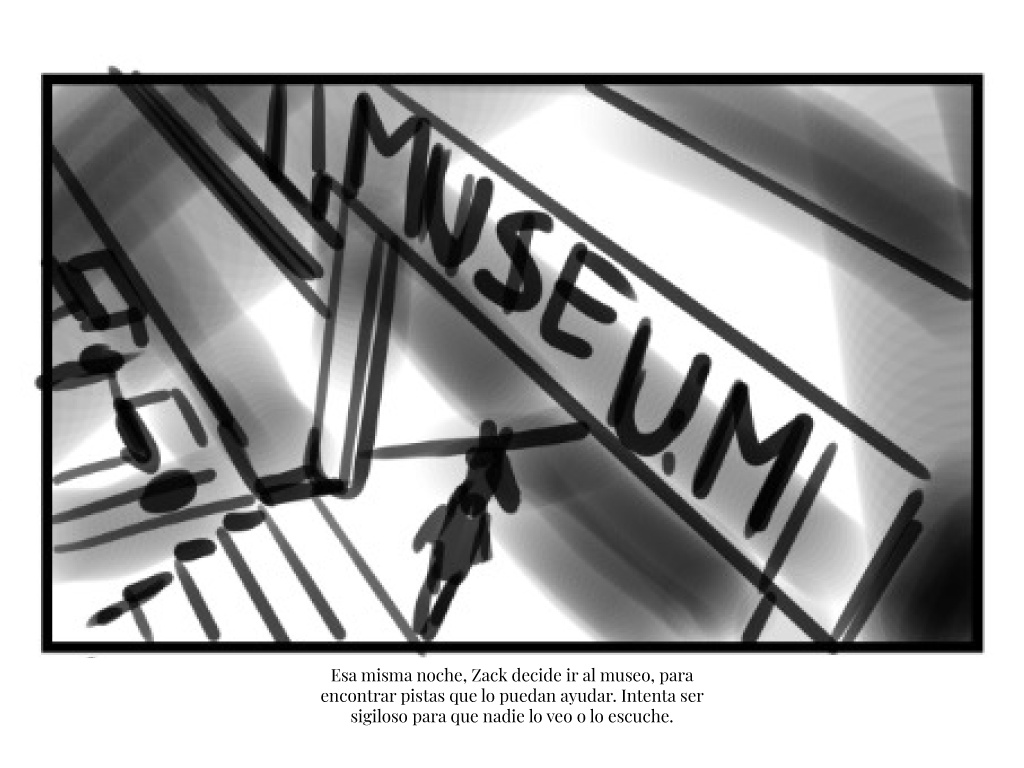 MUSEUM
Esa misma noche, Zack decide ir al museo, para
encontrar pistas que lo puedan ayudar. Intenta ser
sigiloso para que nadie lo veo o lo escuche.